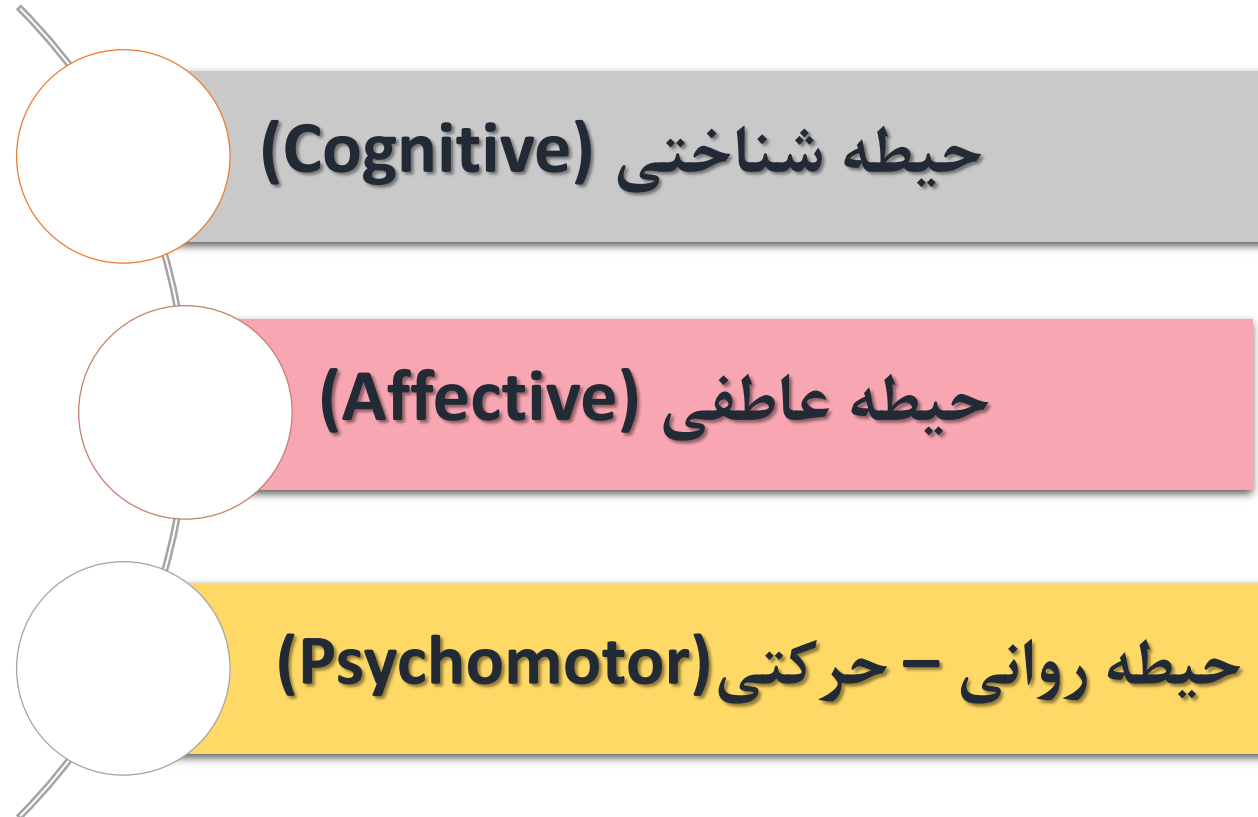 حیطه شناختی (Cognitive)
حیطه عاطفی (Affective)
حیطه روانی – حرکتی(Psychomotor)